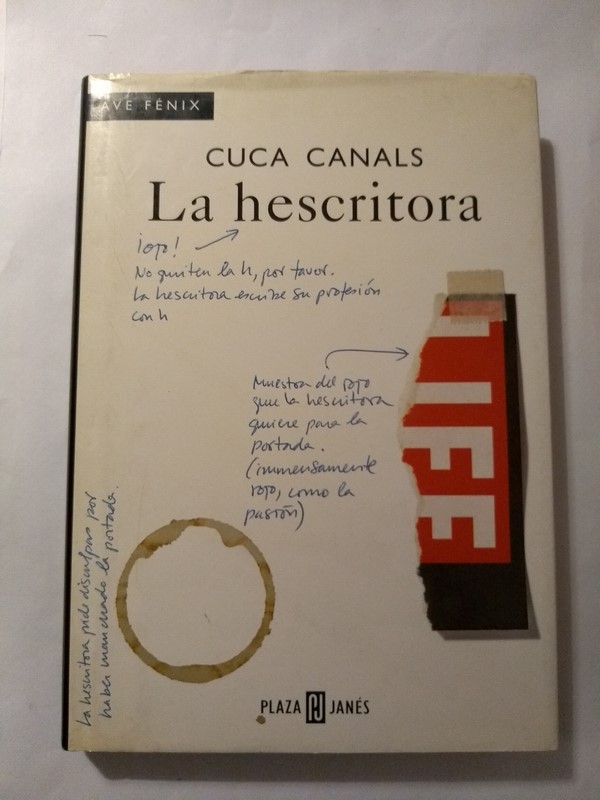 AVE FÉNIX
CUCA CANALS
La hescritora
¡ojo!
No quiten la h, por favor.
La hescritora escribe su profesión
con h
LIFE
Muestra del rojo
que la hescritora
quiere para la
portada.
(inmensamente
rojo, como la
pasión)
La hescritora pide disculpas por
haber manchado la portada.
PLAZA PJ JANÉS